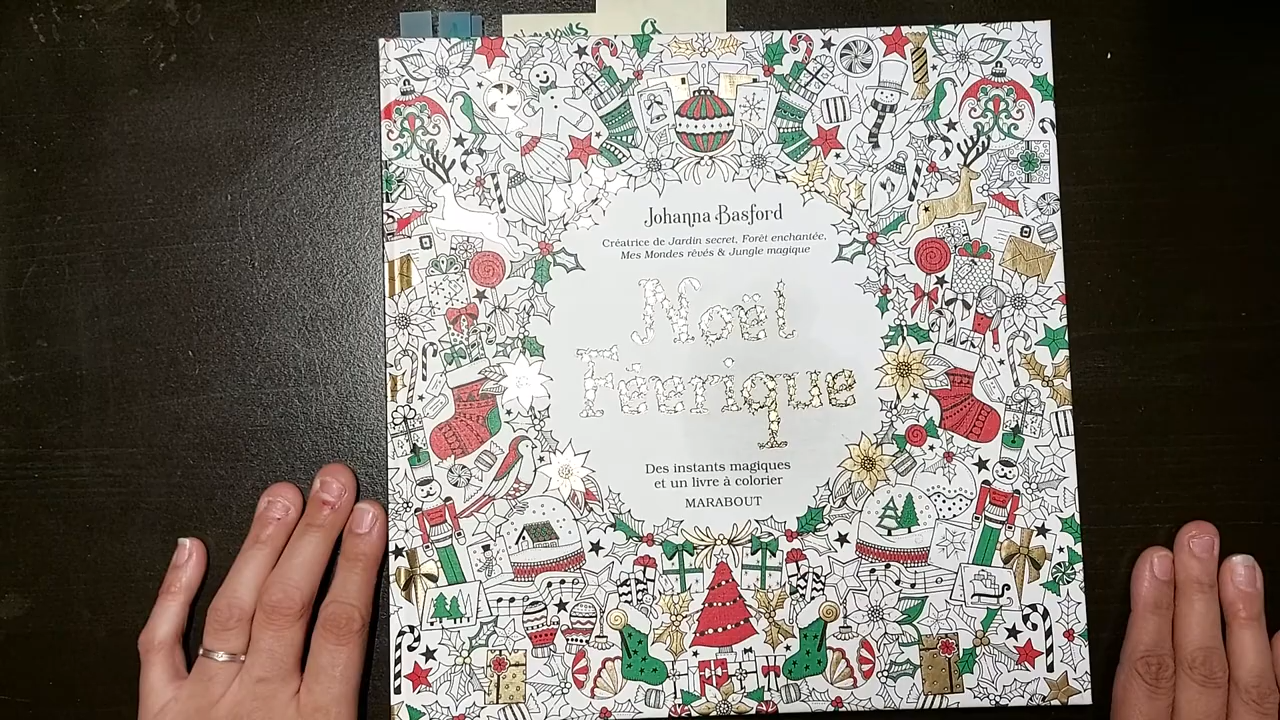 Johanna Basford
Créatrice de Jardin secret, Forêt enchantée,
Mes Mondes rêvés & Jungle magique
Noël
Féerique
Des instants magiques
et un livre à colorier
MARABOUT